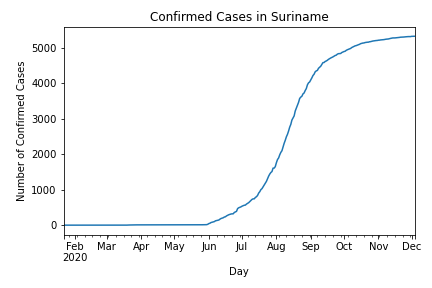 Confirmed Cases in Suriname
Number of Confirmed Cases
5000
4000
3000
2000
1000
0
Feb Mar Apr May Jun Jul Aug Sep Oct Nov Dec
2020
Day